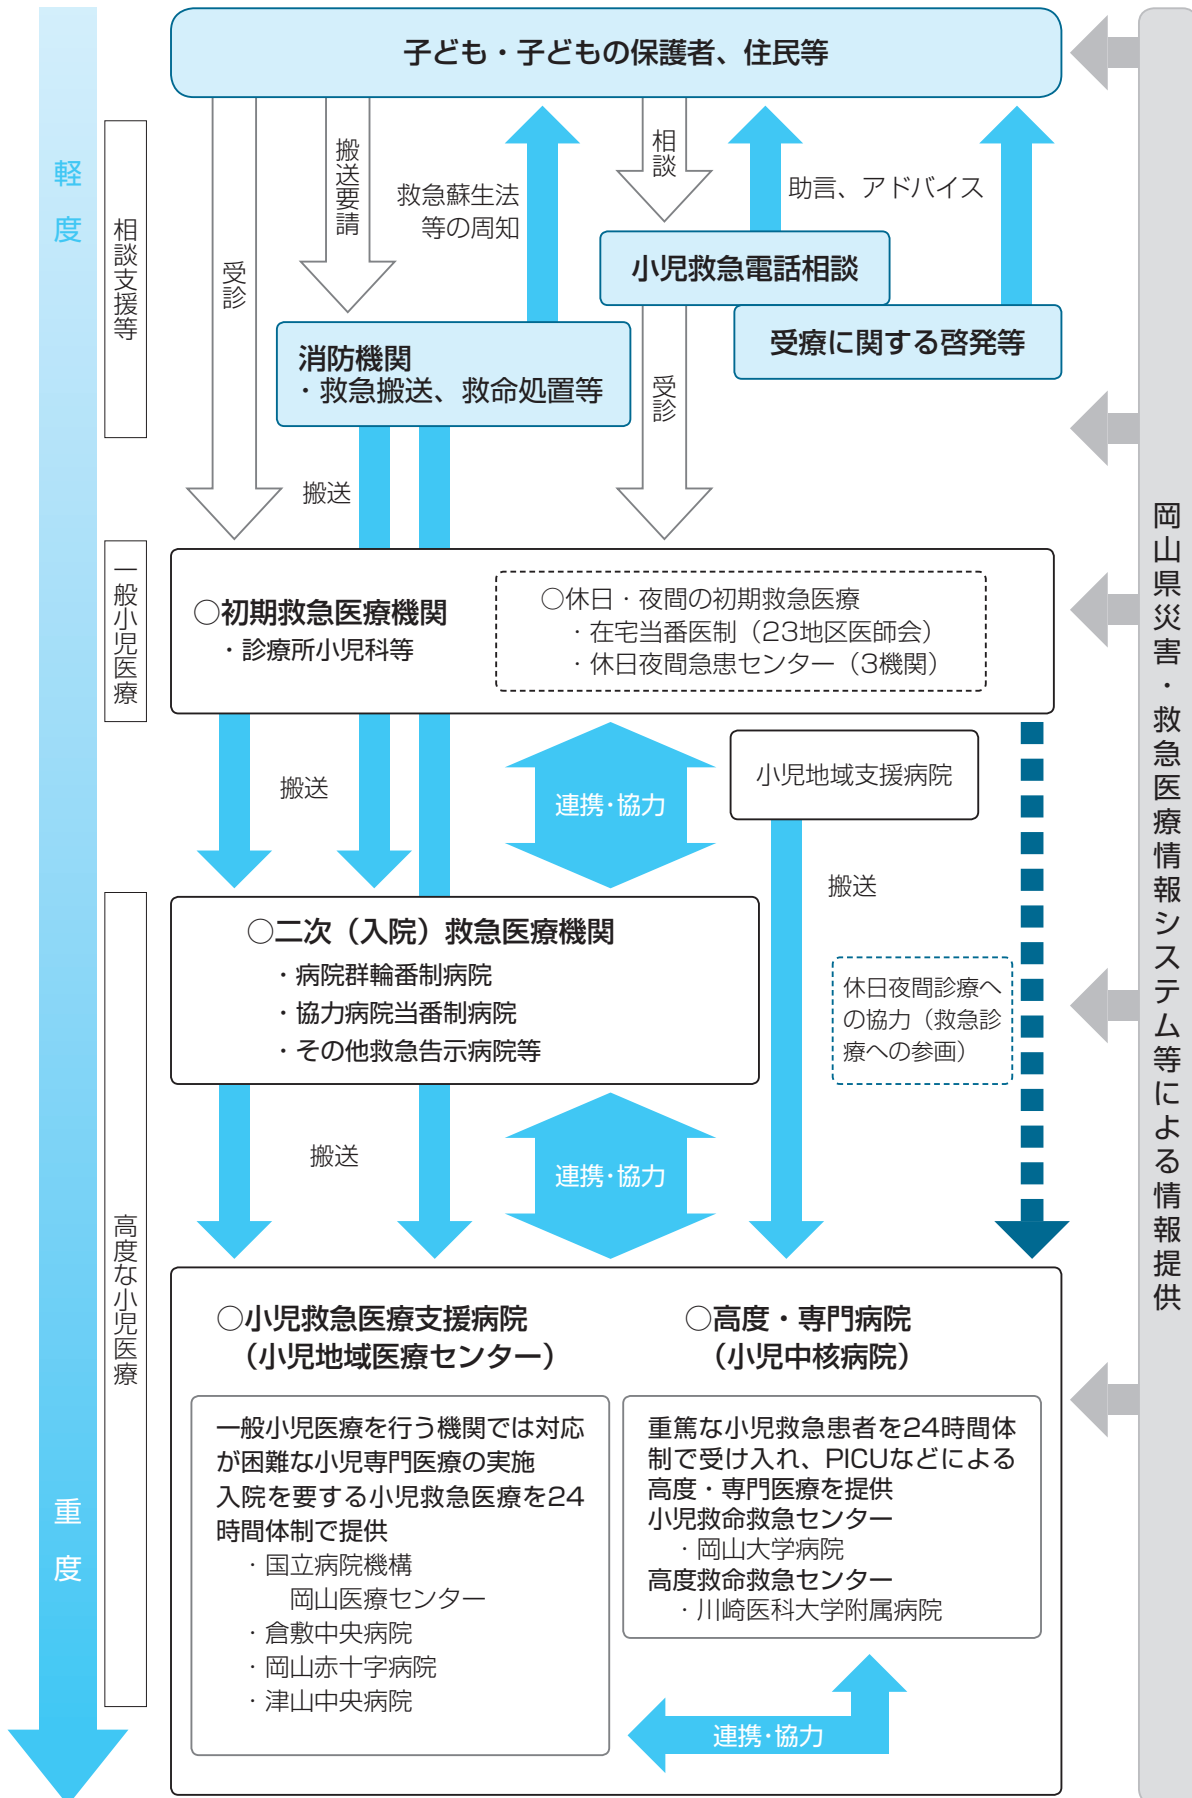 子ども・子どもの保護者、住民等
軽度
相談支援等
受診
搬送要請
救急蘇生法
等の周知
相談
助言、アドバイス
小児救急電話相談
受療に関する啓発等
消防機関
・救急搬送、救命処置等
受診
搬送
一般小児医療
○初期救急医療機関
・診療所小児科等
○休日・夜間の初期救急医療
・在宅当番医制（23地区医師会）
・休日夜間急患センター（3機関）
搬送
連携・協力
小児地域支援病院
搬送
○二次（入院）救急医療機関
・病院群輪番制病院
・協力病院当番制病院
・その他救急告示病院等
休日夜間診療へ
の協力（救急診
療への参画）
搬送
連携・協力
高度な小児医療
重度
○小児救急医療支援病院
（小児地域医療センター）
一般小児医療を行う機関では対応
が困難な小児専門医療の実施
入院を要する小児救急医療を24
時間体制で提供
・国立病院機構
岡山医療センター
・倉敷中央病院
・岡山赤十字病院
・津山中央病院
○高度・専門病院
（小児中核病院）
重篤な小児救急患者を24時間体
制で受け入れ、PICUなどによる
高度・専門医療を提供
小児救命救急センター
・岡山大学病院
高度救命救急センター
・川崎医科大学附属病院
連携・協力
岡山県災害・救急医療情報システム等による情報提供